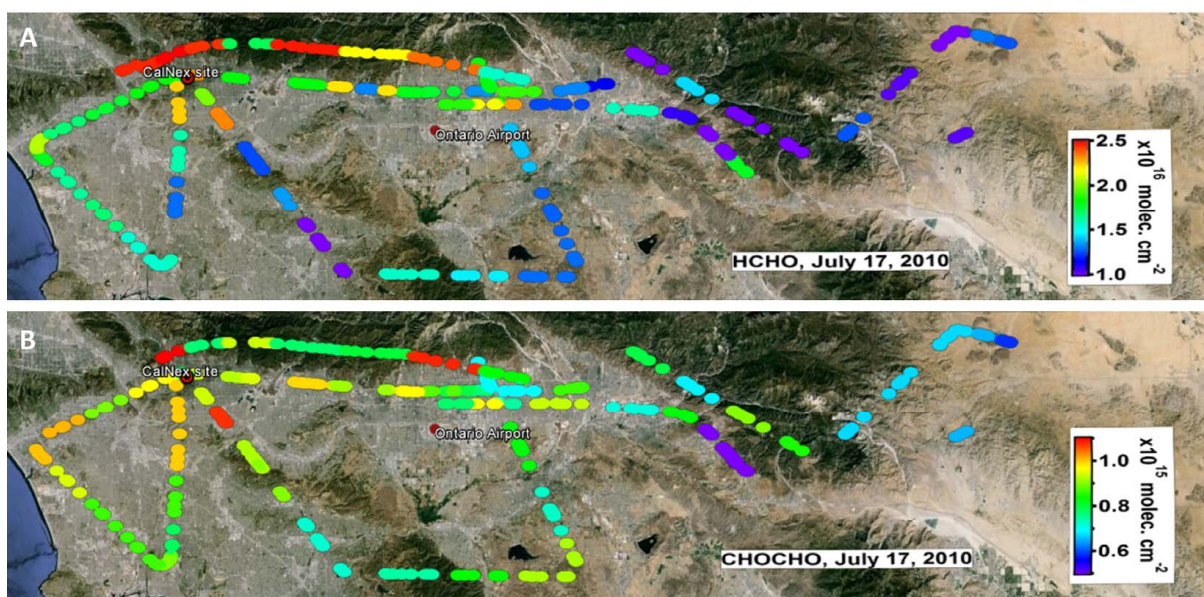 A
CalNex site
Ontario Airport
HCHO, July 17, 2010
2.5
2.0
1.5
1.0
x10¹⁶ molec. cm⁻²
B
CalNex site
Ontario Airport
CHOCHO, July 17, 2010
1.0
0.8
0.6
x10¹⁵ molec. cm⁻²